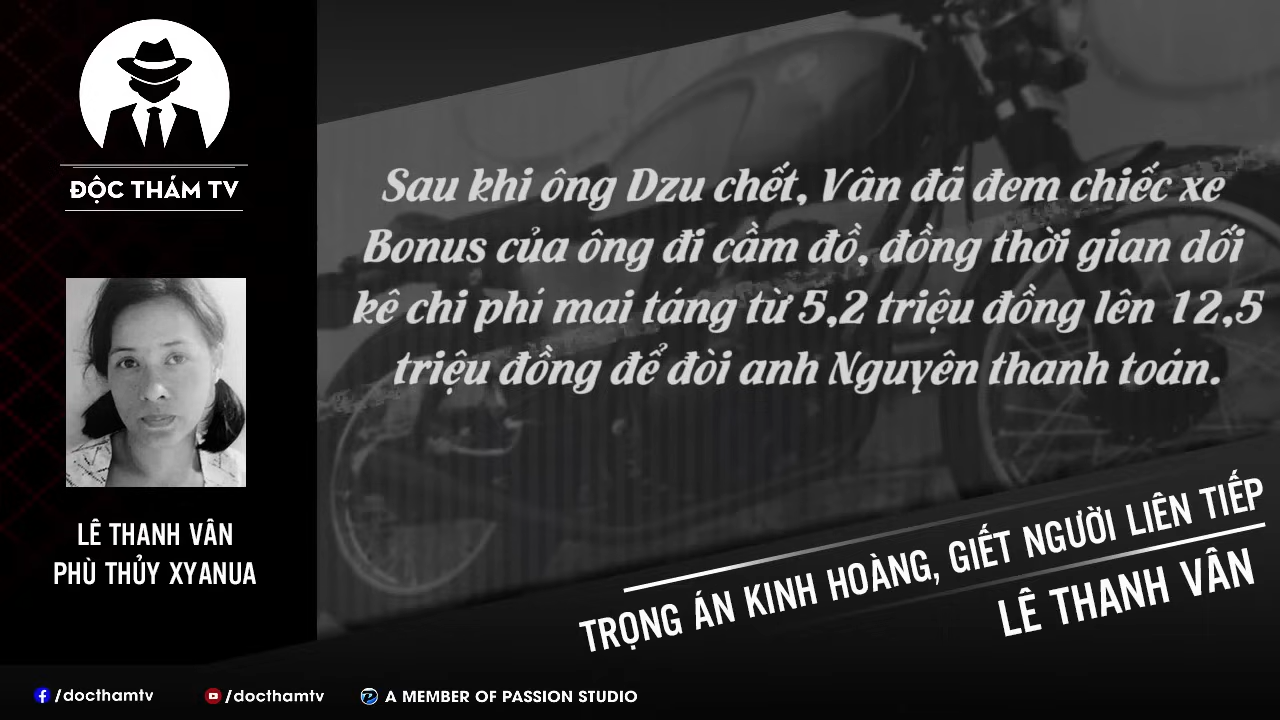 ĐỘC THÁM TV
LÊ THANH VÂN
PHÙ THỦY XYANUA
Sau khi ông Dzu chết, Vân đã đem chiếc xe
Bonus của ông đi cầm đồ, đồng thời gian dối
kê chi phí mai táng từ 5,2 triệu đồng lên 12,5
triệu đồng để đòi anh Nguyên thanh toán.
TRỌNG ÁN KINH HOÀNG, GIẾT NGƯỜI LIÊN TIẾP
LÊ THANH VÂN
/docthamtv
/docthamtv
A MEMBER OF PASSION STUDIO